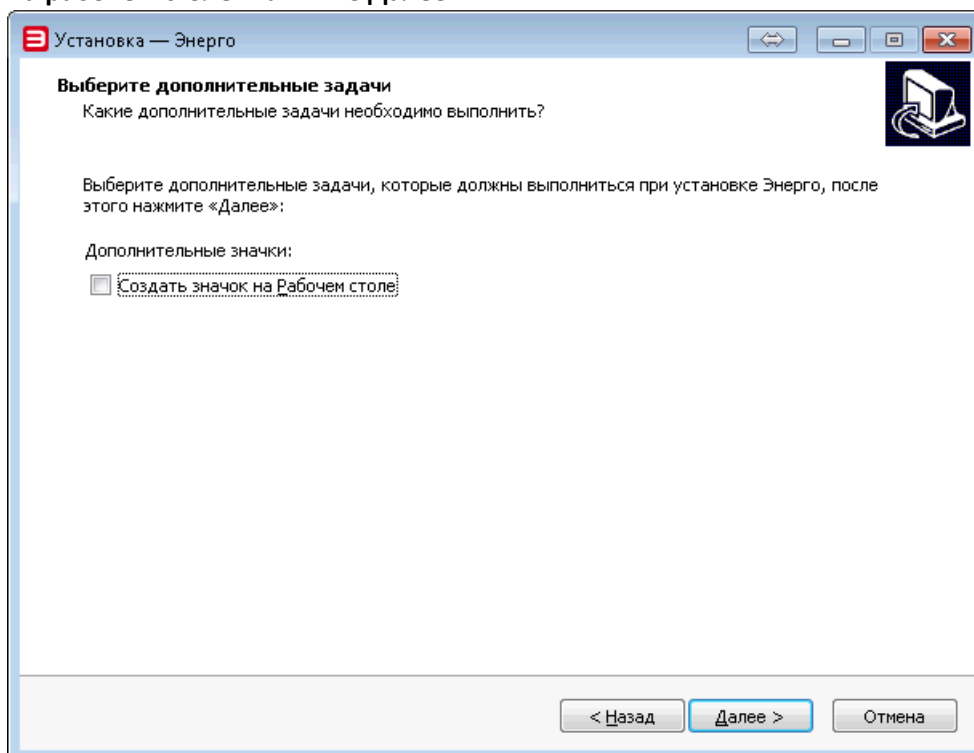 Установка — Энерго
Выберите дополнительные задачи
Какие дополнительные задачи необходимо выполнить?
Выберите дополнительные задачи, которые должны выполниться при установке Энерго, после
этого нажмите «Далее»:
Дополнительные значки:
Создать значок на Рабочем столе
< Назад
Далее >
Отмена